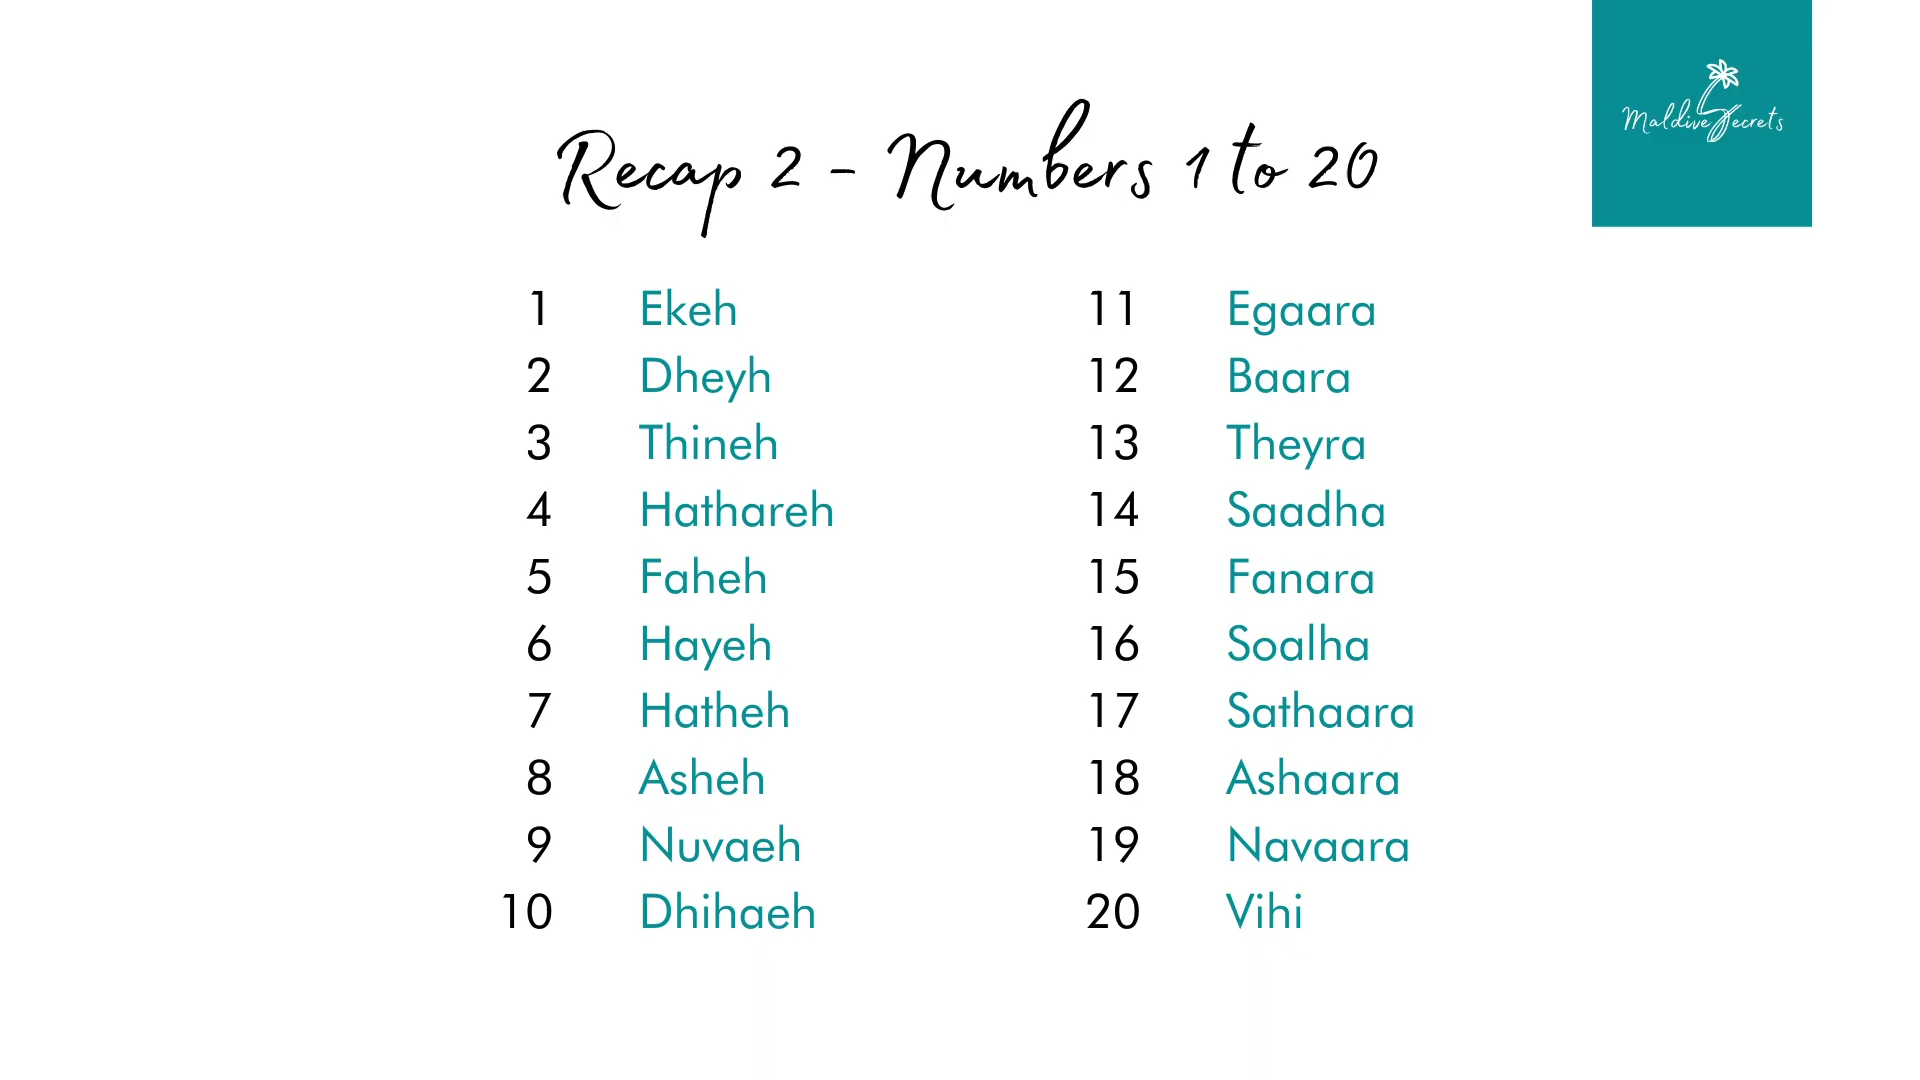 Maldive Secrets
Recap 2 - Numbers 1 to 20
1 Ekeh
2 Dheyh
3 Thineh
4 Hathareh
5 Faheh
6 Hayeh
7 Hatheh
8 Asheh
9 Nuvaeh
10 Dhihaeh
11 Egaara
12 Baara
13 Theyra
14 Saadha
15 Fanara
16 Soalha
17 Sathaara
18 Ashaara
19 Navaara
20 Vihi